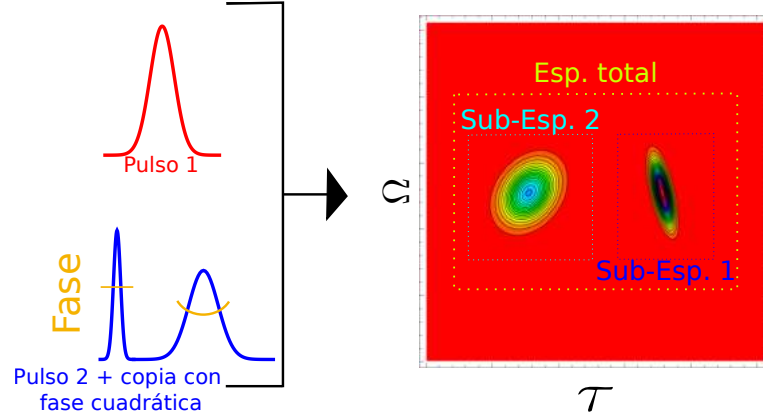 Pulso 1
Fase
Pulso 2 + copia con
fase cuadrática
Esp. total
Sub-Esp. 2
Sub-Esp. 1
Ω
τ